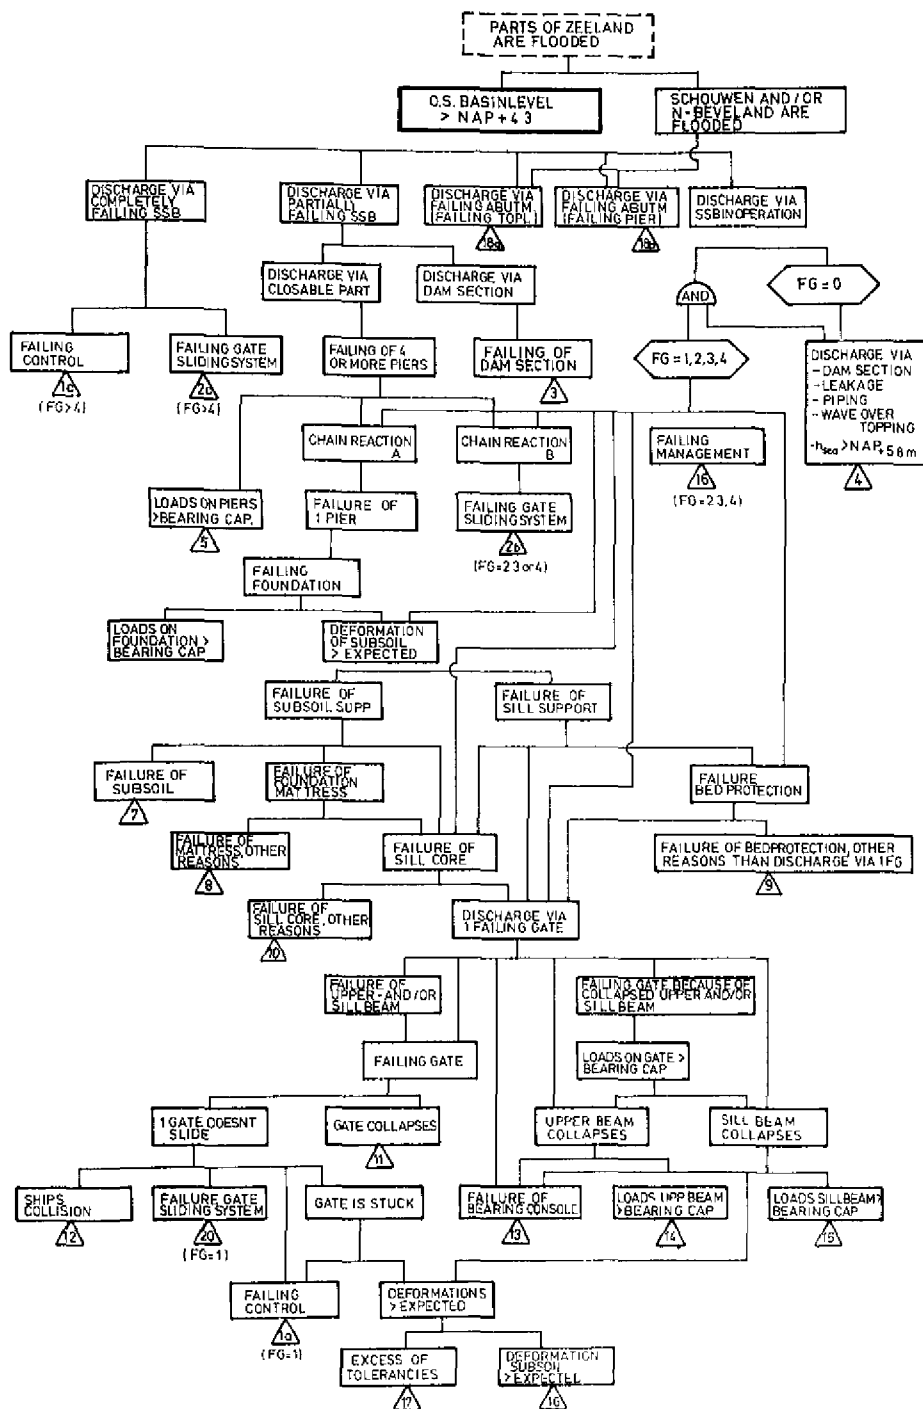 PARTS OF ZEELAND
ARE FLOODED
O.S. BASINLEVEL
> NAP + 4 3
SCHOUWEN AND/OR
N-BEVELAND ARE
FLOODED
DISCHARGE VIA
COMPLETELY
FAILING SSB
DISCHARGE VIA
PARTIALLY
FAILING SSB
DISCHARGE VIA
FAILING ABUTM
(FAILING TOPL.)
18a
DISCHARGE VIA
FAILING ABUTM
(FAILING PIER)
18b
DISCHARGE VIA
SSB IN OPERATION
DISCHARGE VIA
CLOSABLE PART
DISCHARGE VIA
DAM SECTION
AND
FG = 0
FAILING
CONTROL
1c
(FG>4)
FAILING GATE
SLIDING SYSTEM
(FG>4)
FAILING OF 4
OR MORE PIERS
FAILING OF
DAM SECTION
3
FG = 1,2,3,4
DISCHARGE VIA
- DAM SECTION
- LEAKAGE
- PIPING
- WAVE OVER
TOPPING
-hsea > NAP + 5 8 m
4
CHAIN REACTION
A
CHAIN REACTION
B
FAILING
MANAGEMENT
16
(FG=2 3, 4)
LOADS ON PIERS
>BEARING CAP.
5
FAILURE OF
1 PIER
FAILING GATE
SLIDING SYSTEM
2b
(FG=2 3 or 4)
FAILING
FOUNDATION
LOADS ON
FOUNDATION >
BEARING CAP
DEFORMATION
OF SUBSOIL
> EXPECTED
FAILURE OF
SUBSOIL SUPP
FAILURE OF
SILL SUPPORT
FAILURE OF
SUBSOIL
7
FAILURE OF
FOUNDATION
MATTRESS
FAILURE
BED PROTECTION
FAILURE OF
MATTRESS, OTHER
REASONS
8
FAILURE OF
SILL CORE
FAILURE OF BEDPROTECTION, OTHER
REASONS THAN DISCHARGE VIA 1FG
9
FAILURE OF
SILL CORE, OTHER
REASONS
10
DISCHARGE VIA
1 FAILING GATE
FAILURE OF
UPPER- AND/OR
SILL BEAM
FAILING GATE BECAUSE OF
COLLAPSED UPPER AND/OR
SILL BEAM
FAILING GATE
LOADS ON GATE >
BEARING CAP
1 GATE DOESNT
SLIDE
GATE COLLAPSES
11
UPPER BEAM
COLLAPSES
SILL BEAM
COLLAPSES
SHIPS
COLLISION
12
FAILURE GATE
SLIDING SYSTEM
(FG=1)
GATE IS STUCK
FAILURE OF
BEARING CONSOLE
13
LOADS UPP BEAM
>BEARING CAP
14
LOADS SILLBEAM>
BEARING CAP
FAILING
CONTROL
1a
(FG=1)
DEFORMATIONS
> EXPECTED
EXCESS OF
TOLERANCIES
17
DEFORMATION
SUBSOIL
>EXPECTED